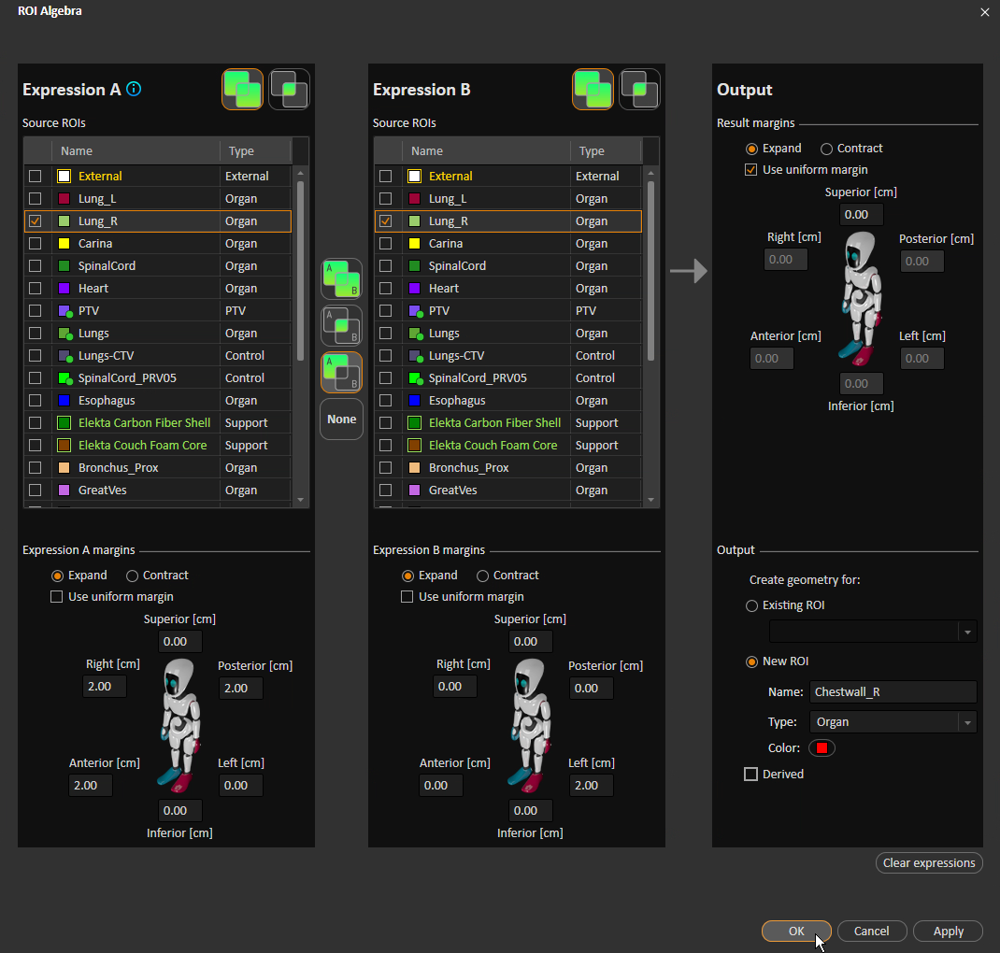 ROI Algebra
Expression A
Source ROIs
Name Type
External External
Lung_L Organ
Lung_R Organ
Carina Organ
SpinalCord Organ
Heart Organ
PTV PTV
Lungs Organ
Lungs-CTV Control
SpinalCord_PRV05 Control
Esophagus Organ
Elekta Carbon Fiber Shell Support
Elekta Couch Foam Core Support
Bronchus_Prox Organ
GreatVes Organ
Expression A margins
Expand Contract
Use uniform margin
Superior [cm]
0.00
Right [cm] Posterior [cm]
2.00 2.00
Anterior [cm] Left [cm]
2.00 0.00
0.00
Inferior [cm]
A
B
A
B
A
B
None
Expression B
Source ROIs
Name Type
External External
Lung_L Organ
Lung_R Organ
Carina Organ
SpinalCord Organ
Heart Organ
PTV PTV
Lungs Organ
Lungs-CTV Control
SpinalCord_PRV05 Control
Esophagus Organ
Elekta Carbon Fiber Shell Support
Elekta Couch Foam Core Support
Bronchus_Prox Organ
GreatVes Organ
Expression B margins
Expand Contract
Use uniform margin
Superior [cm]
0.00
Right [cm] Posterior [cm]
0.00 0.00
Anterior [cm] Left [cm]
0.00 2.00
0.00
Inferior [cm]
Output
Result margins
Expand Contract
Use uniform margin
Superior [cm]
0.00
Right [cm] Posterior [cm]
0.00 0.00
Anterior [cm] Left [cm]
0.00 0.00
0.00
Inferior [cm]
Output
Create geometry for:
Existing ROI
New ROI
Name: Chestwall_R
Type: Organ
Color:
Derived
Clear expressions
OK Cancel Apply